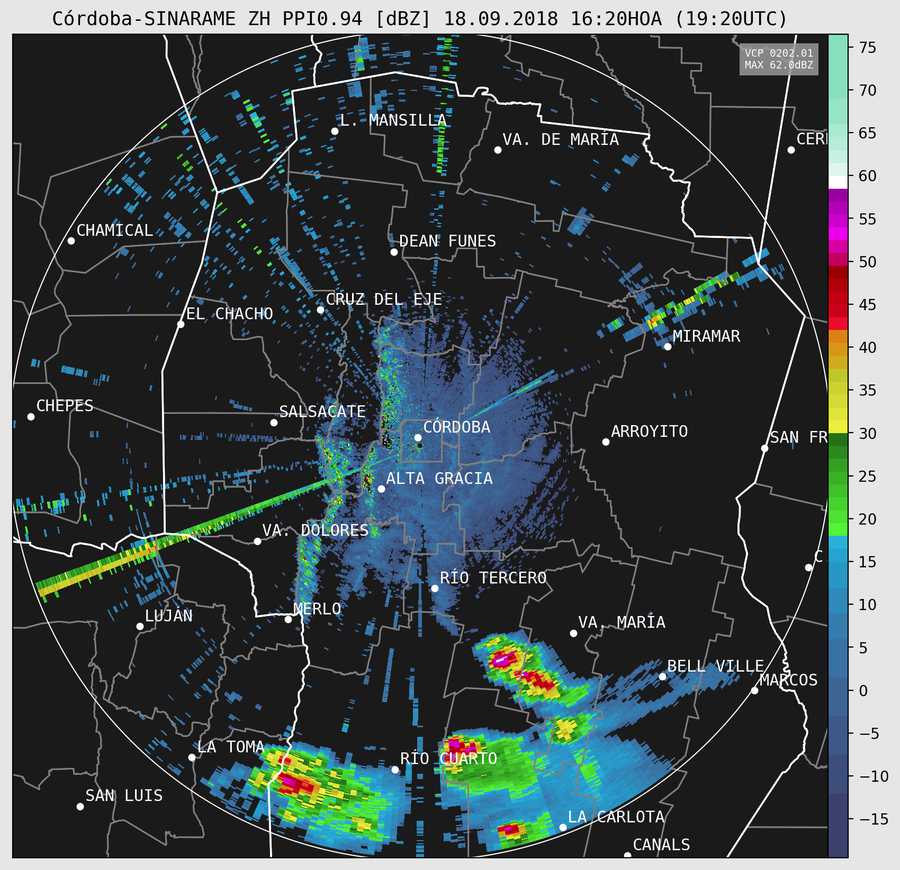 Córdoba-SINARAME ZH PPI0.94 [dBZ] 18.09.2018 16:20HOA (19:20UTC)
VCP 0202.01
MAX 62.0dBZ
75
70
65
60
55
50
45
40
35
30
25
20
15
10
5
0
−5
−10
−15
L. MANSILLA
VA. DE MARÍA
CER
CHAMICAL
DEAN FUNES
CRUZ DEL EJE
EL CHACHO
MIRAMAR
CHEPES
SALSACATE
CÓRDOBA
ARROYITO
SAN FR
ALTA GRACIA
VA. DOLORES
C
RÍO TERCERO
MERLO
LUJAN
VA. MARÍA
BELL VILLE
MARCOS
LA TOMA
RÍO CUARTO
SAN LUIS
LA CARLOTA
CANALS